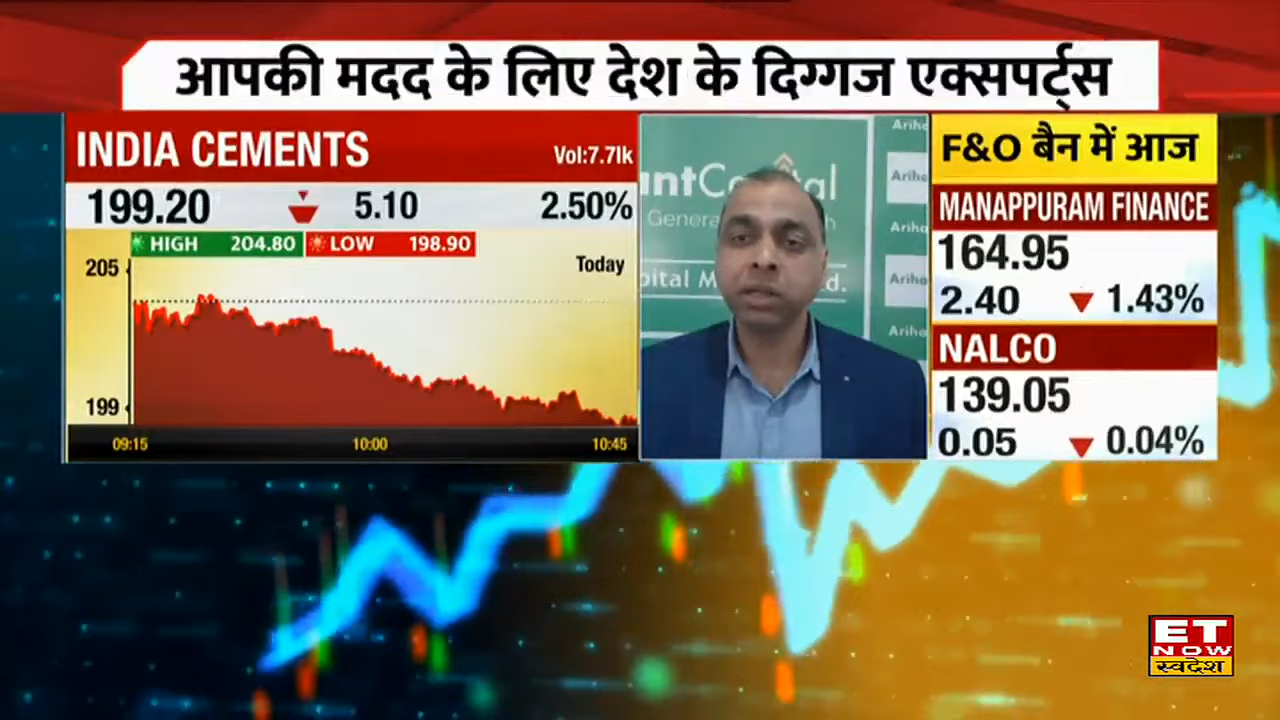 आपकी मदद के लिए देश के दिग्गज एक्सपर्ट्स
INDIA CEMENTS
Vol:7.7lk
199.20
5.10
2.50%
HIGH 204.80
LOW 198.90
Today
205
199
09:15
10:00
10:45
F&O बैन में आज
MANAPPURAM FINANCE
164.95
2.40
1.43%
NALCO
139.05
0.05
0.04%
ET
NOW
स्वदेश